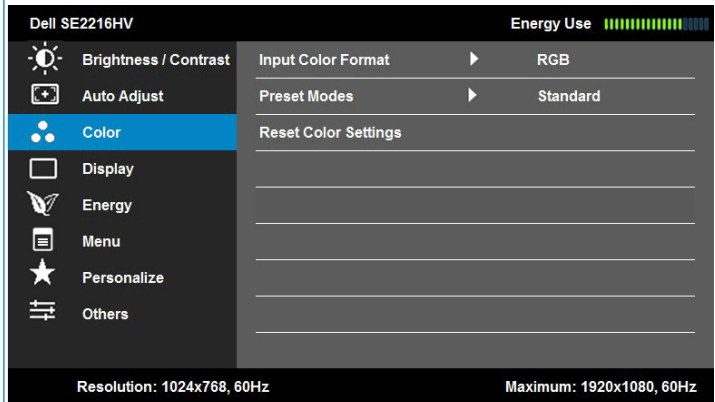 Dell SE2216HV Energy Use
Brightness / Contrast Input Color Format RGB
Auto Adjust Preset Modes Standard
Color Reset Color Settings
Display
Energy
Menu
Personalize
Others
Resolution: 1024x768, 60Hz Maximum: 1920x1080, 60Hz